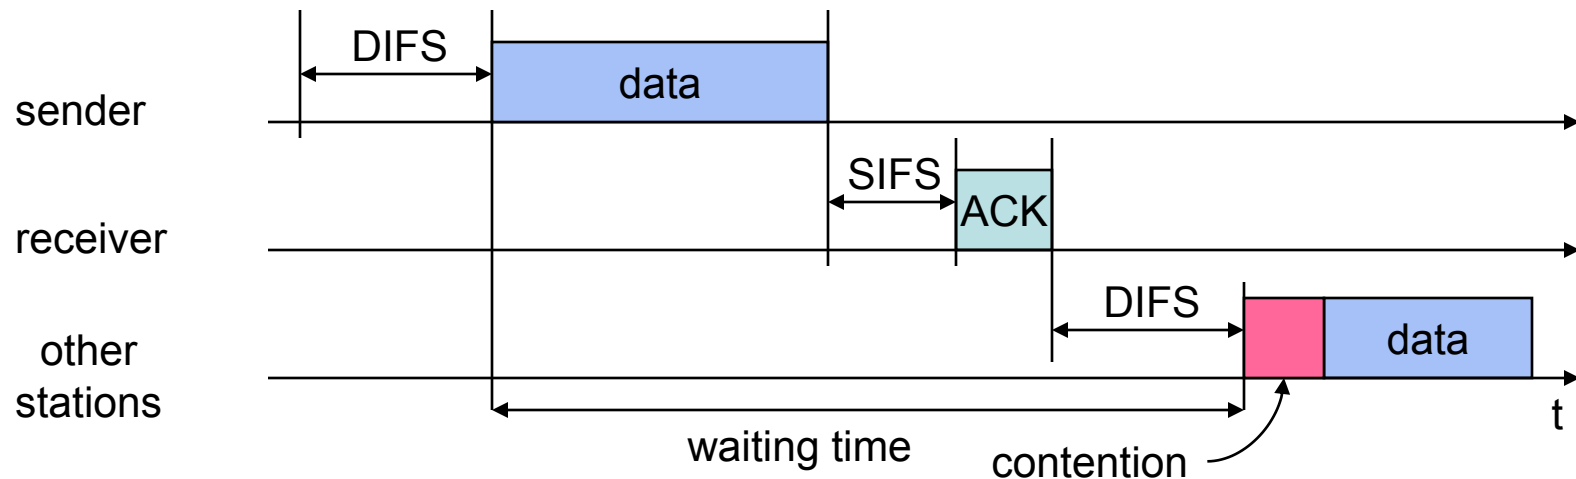 DIFS
data
sender
SIFS
ACK
receiver
DIFS
data
other
stations
t
waiting time
contention